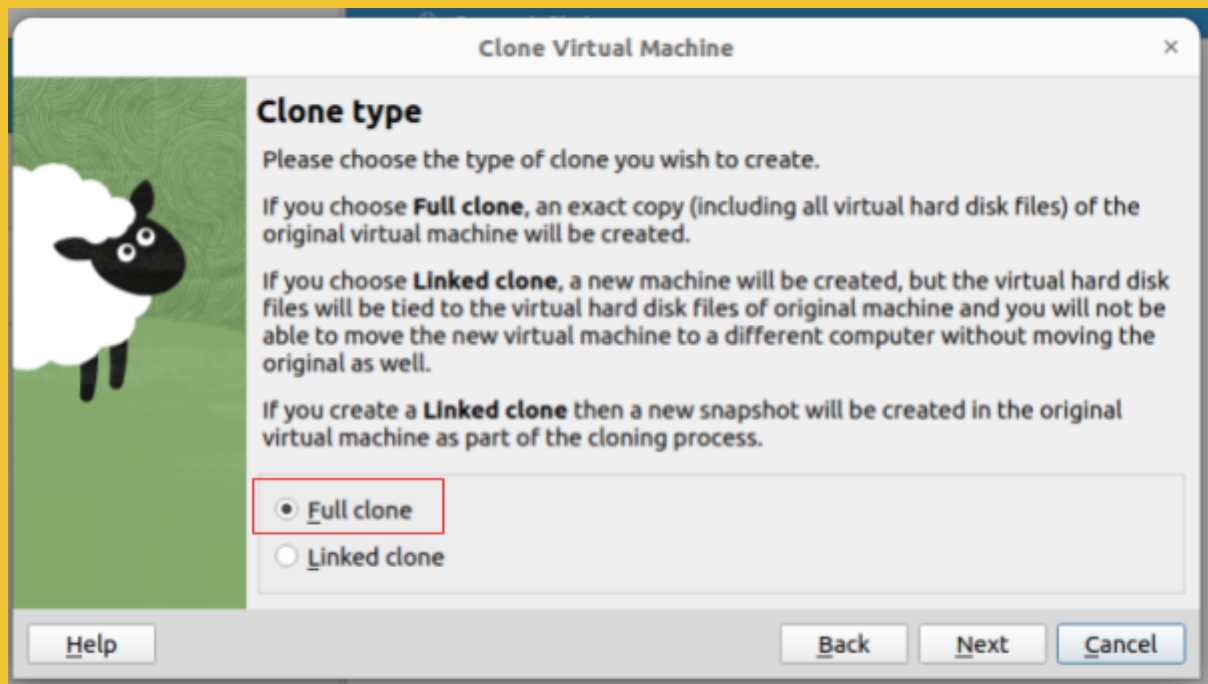 Clone Virtual Machine
Clone type
Please choose the type of clone you wish to create.
If you choose Full clone, an exact copy (including all virtual hard disk files) of the
original virtual machine will be created.
If you choose Linked clone, a new machine will be created, but the virtual hard disk
files will be tied to the virtual hard disk files of original machine and you will not be
able to move the new virtual machine to a different computer without moving the
original as well.
If you create a Linked clone then a new snapshot will be created in the original
virtual machine as part of the cloning process.
Full clone
Linked clone
Help
Back
Next
Cancel